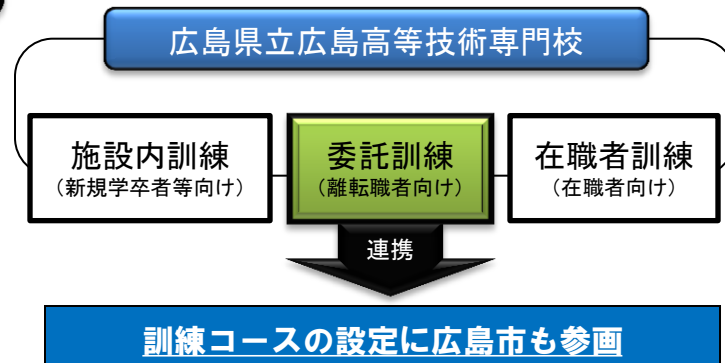 広島県立広島高等技術専門校
施設内訓練
(新規学卒者等向け)
委託訓練
(離転職者向け)
在職者訓練
(在職者向け)
連携
訓練コースの設定に広島市も参画